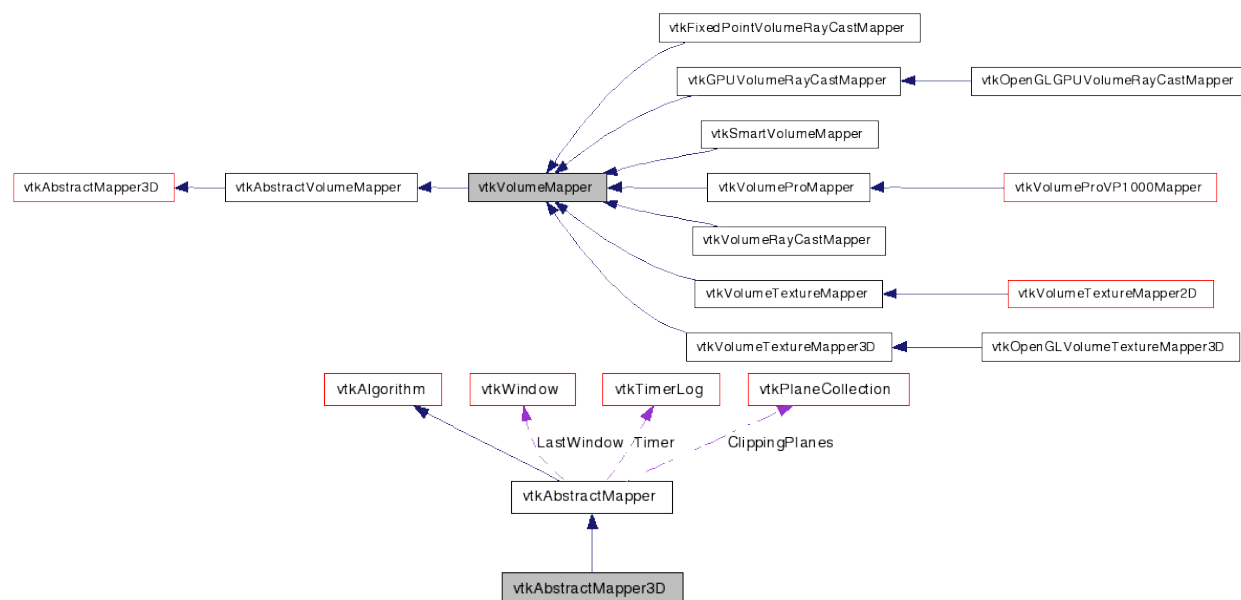 vtkFixedPointVolumeRayCastMapper
vtkGPUVolumeRayCastMapper
vtkOpenGLGPUVolumeRayCastMapper
vtkSmartVolumeMapper
vtkAbstractMapper3D
vtkAbstractVolumeMapper
vtkVolumeMapper
vtkVolumeProMapper
vtkVolumeProVP1000Mapper
vtkVolumeRayCastMapper
vtkVolumeTextureMapper
vtkVolumeTextureMapper2D
vtkVolumeTextureMapper3D
vtkOpenGLVolumeTextureMapper3D
vtkAlgorithm
vtkWindow
vtkTimerLog
vtkPlaneCollection
LastWindow
Timer
ClippingPlanes
vtkAbstractMapper
vtkAbstractMapper3D